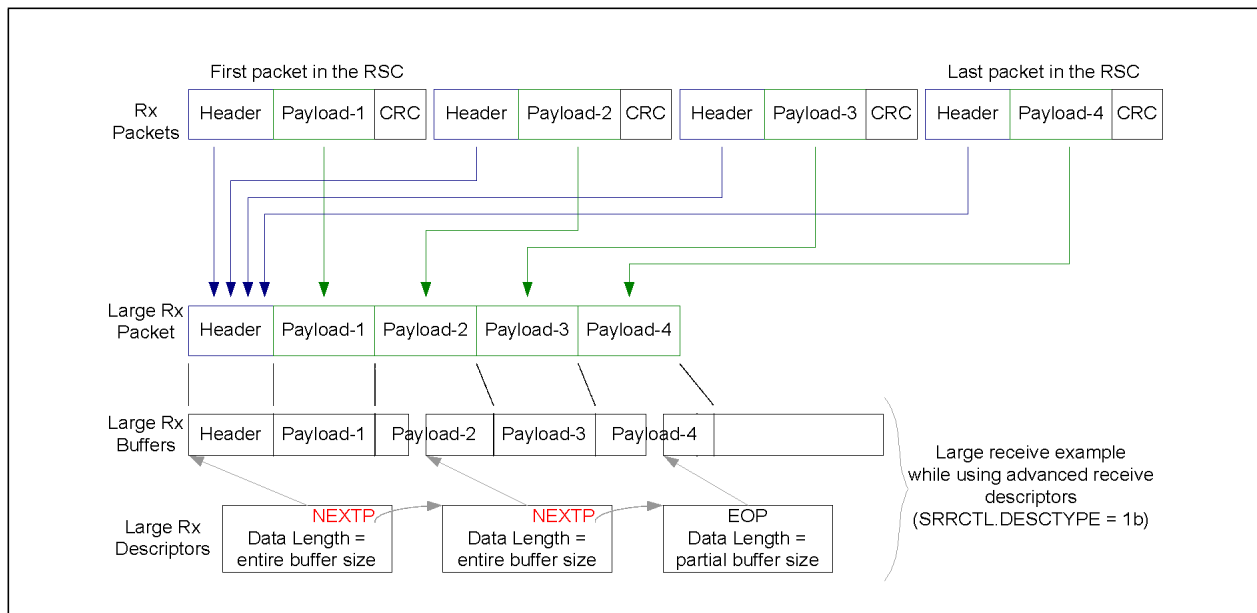 First packet in the RSC
Last packet in the RSC
Rx
Packets
Header Payload-1 CRC Header Payload-2 CRC Header Payload-3 CRC Header Payload-4 CRC
Large Rx
Packet
Header Payload-1 Payload-2 Payload-3 Payload-4
Large Rx
Buffers
Header Payload-1 Payload-2 Payload-3 Payload-4
Large receive example
while using advanced receive
descriptors
(SRRCTL.DESCTYPE = 1b)
Large Rx
Descriptors
NEXTP
Data Length =
entire buffer size
NEXTP
Data Length =
entire buffer size
EOP
Data Length =
partial buffer size